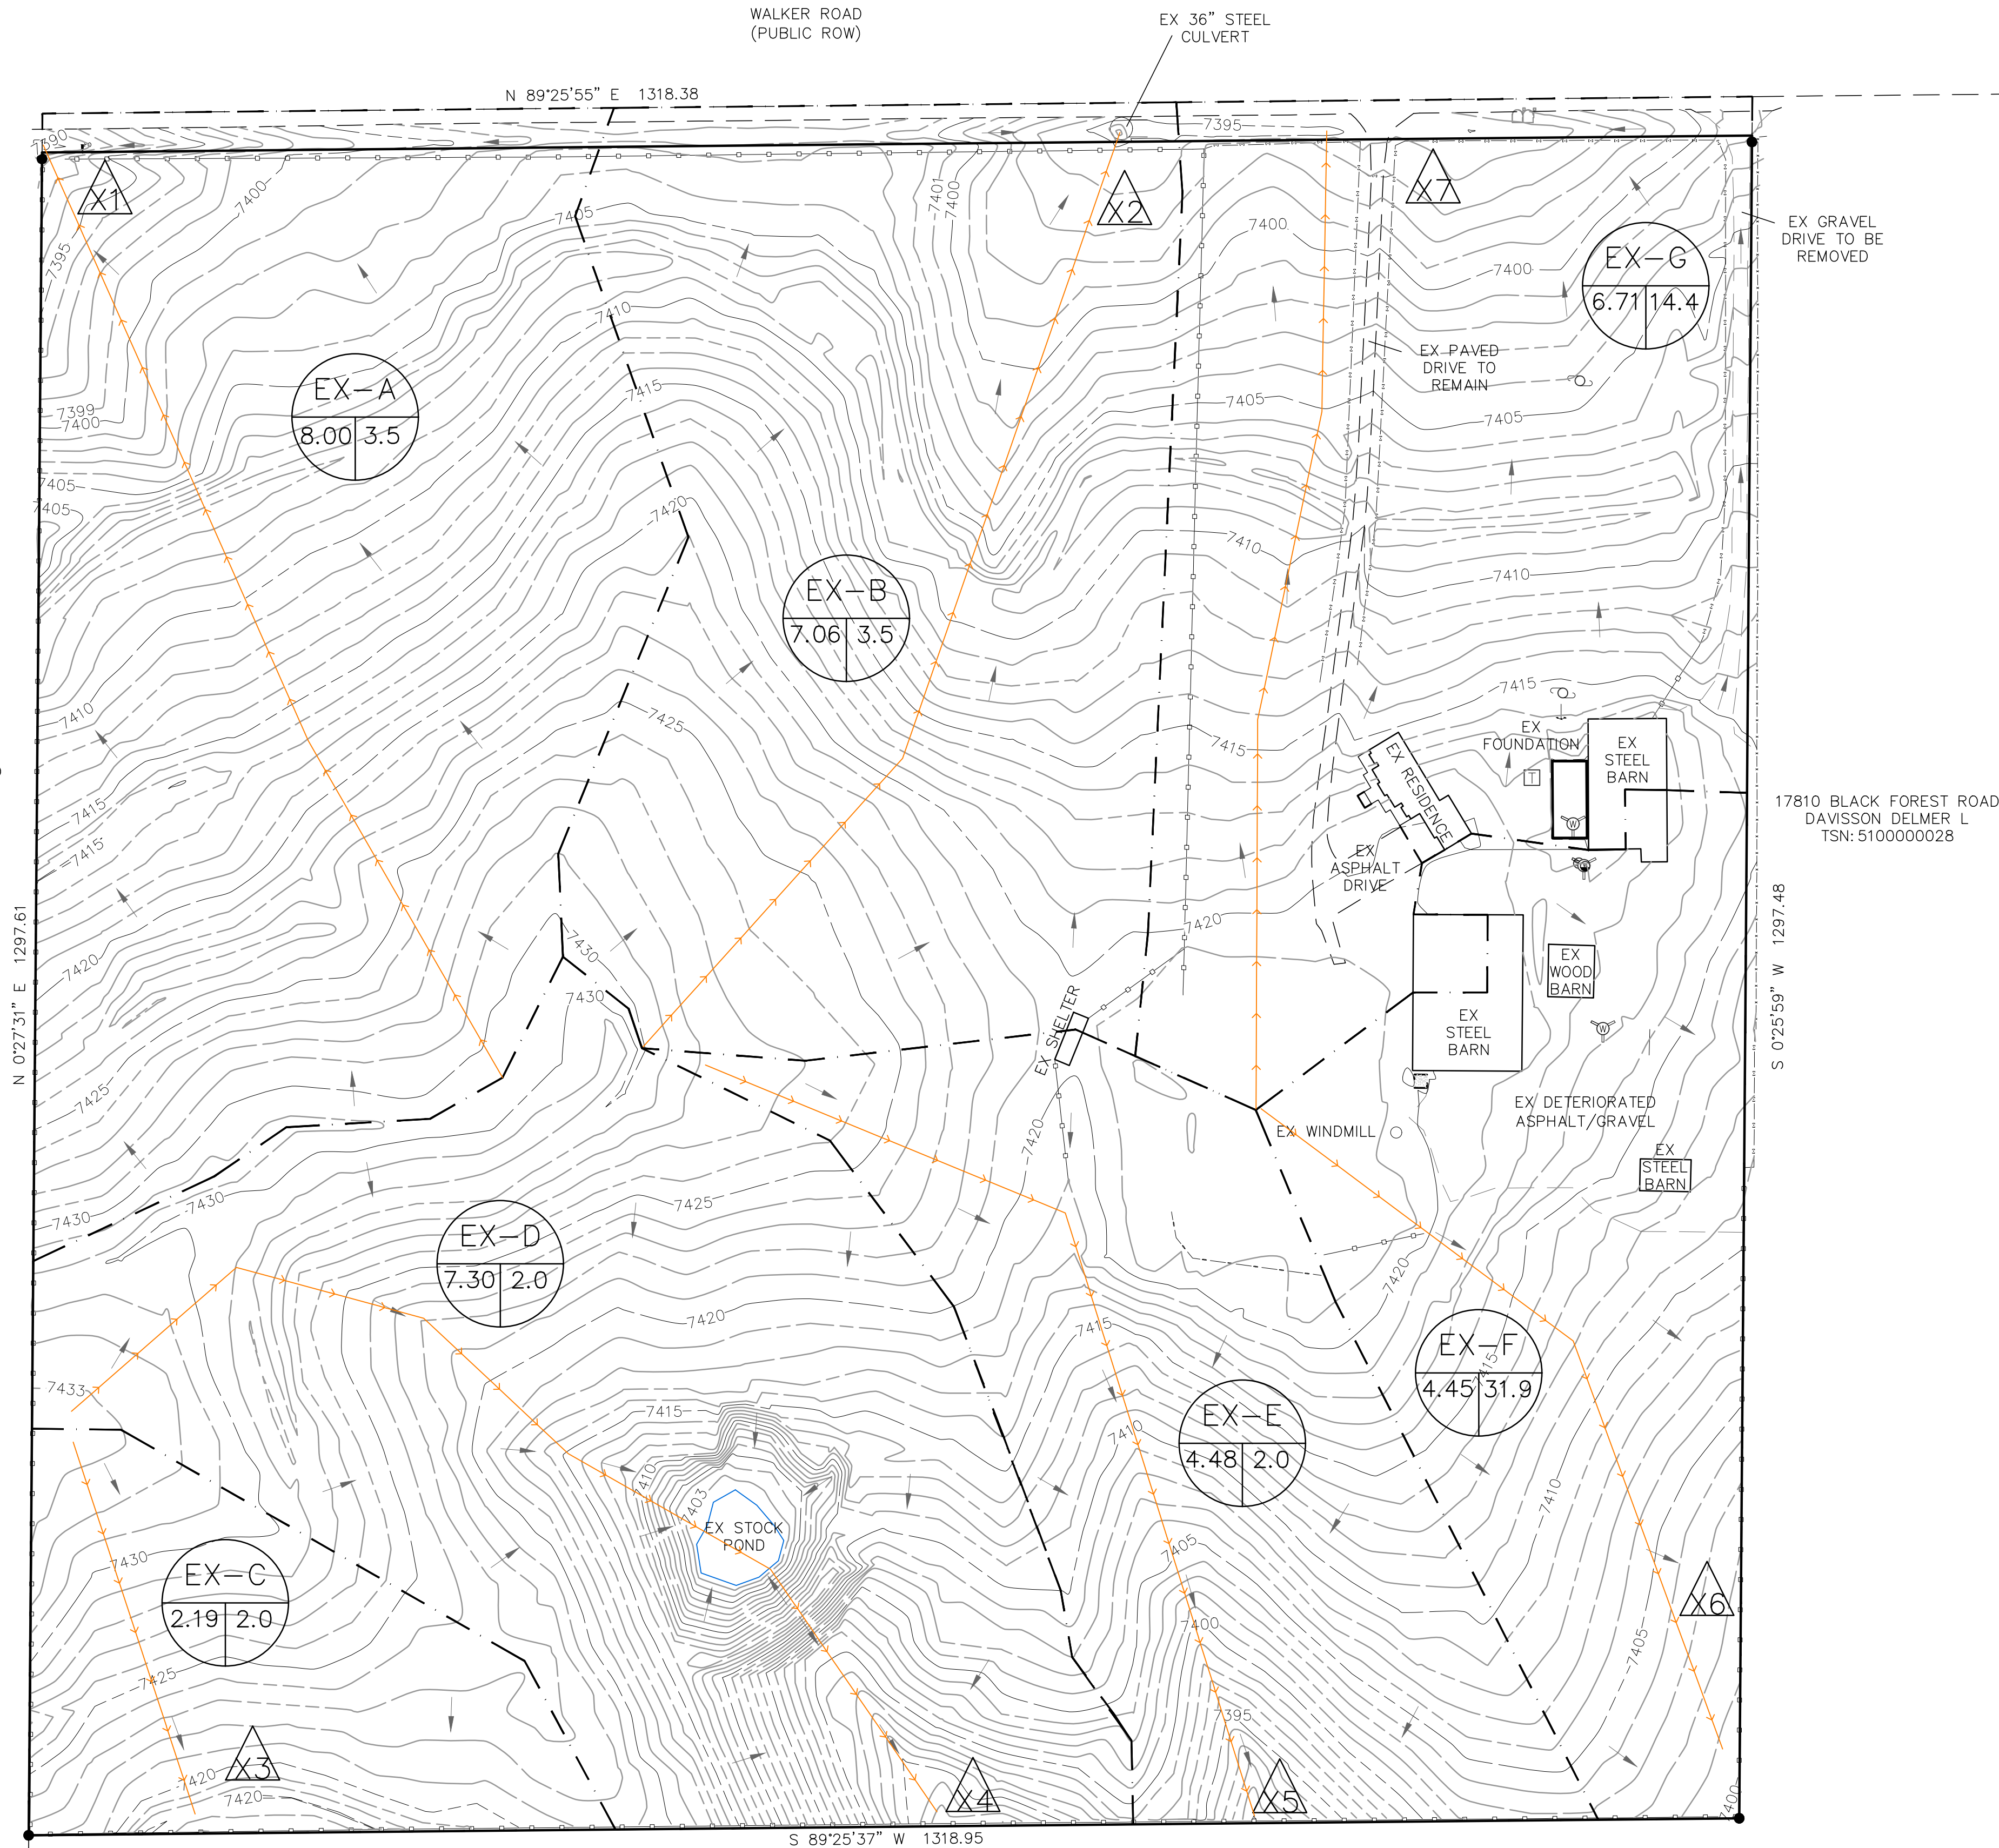 WALKER ROAD
(PUBLIC ROW)
EX 36” STEEL
CULVERT
N 89°25'55” E 1318.38
7390
7395
X1
7400
7401
7400
X2
X7
EX GRAVEL
DRIVE TO BE
REMOVED
7395
7405
7400
7400
EX-G
6.71 14.4
7410
EX PAVED
DRIVE TO
REMAIN
EX-A
8.00 3.5
7415
7399
7400
7405
7405
7405
7405
7420
7410
7410
EX-B
7.06 3.5
7410
7425
7415
7415
EX
FOUNDATION
EX
STEEL
BARN
T
EX RESIDENCE
W
7415
7415
17810 BLACK FOREST ROAD
DAVISSON DELMER L
TSN: 5100000028
EX
ASPHALT
DRIVE
N 0°27'31” E 1297.61
S 0°25'59” W 1297.48
7420
7430
7430
7420
EX
WOOD
BARN
EX SHELTER
EX
STEEL
BARN
W
7425
EX DETERIORATED
ASPHALT/GRAVEL
EX WINDMILL
7420
EX
STEEL
BARN
7430
7430
7425
EX-D
7.30 2.0
7420
7420
7415
EX-F
4.45 31.9
7415
7433
7415
7410
EX-E
4.48 2.0
7410
7410
7403
EX STOCK
POND
7405
7430
EX-C
2.19 2.0
X6
7400
7405
7425
7395
X3
X4
X5
7420
7420
7400
S 89°25'37” W 1318.95